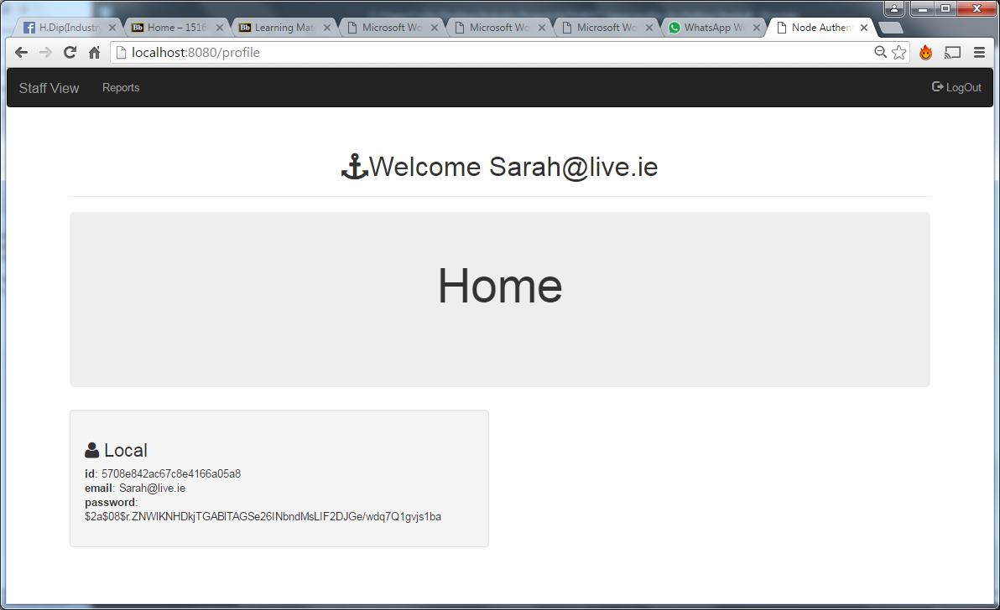 H.Dip(Industry
Home – 1516
Learning Mat
Microsoft Wo
Microsoft Wo
Microsoft Wo
WhatsApp We
Node Authent
localhost:8080/profile
Staff View
Reports
LogOut
Welcome Sarah@live.ie
Home
Local
id: 5708e842ac67c8e4166a05a8
email: Sarah@live.ie
password:
$2a$08$r.ZNWlKNHDkjTGABlTAGSe26INbndMsLIF2DJGe/wdq7Q1gvjs1ba